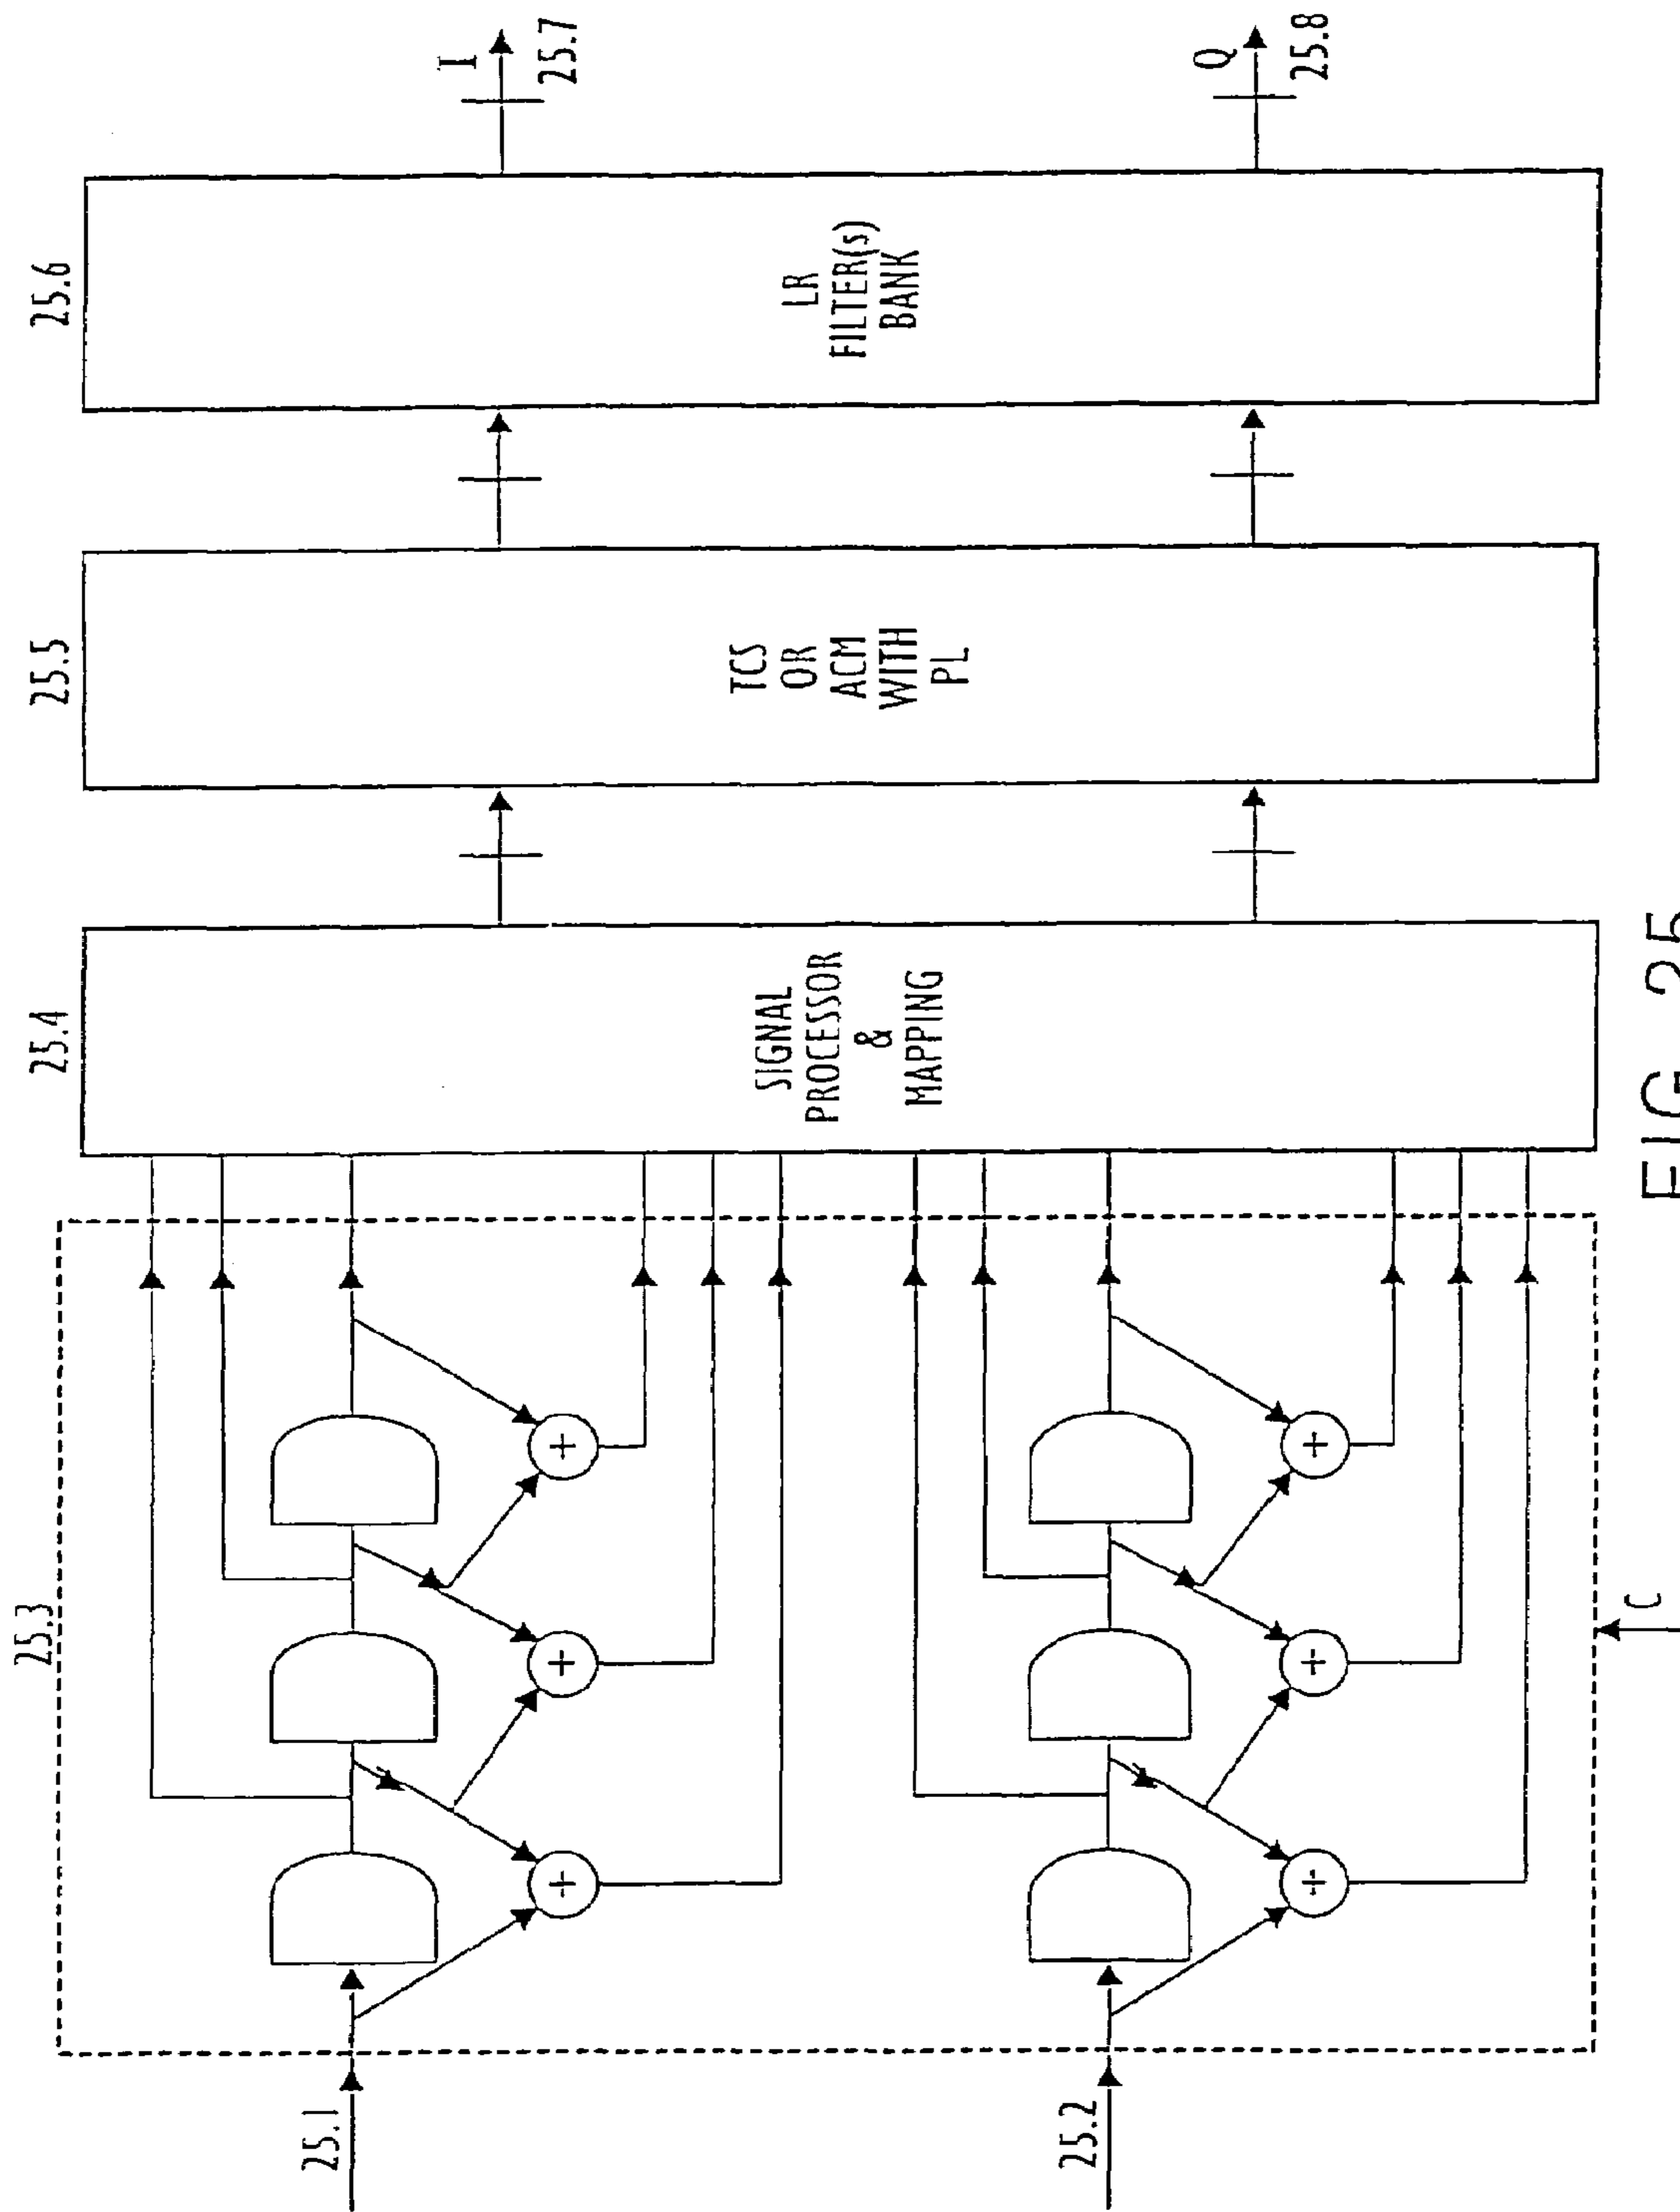 25.1
25.2
25.3
+
+
+
+
+
+
C
25.4
SIGNAL
PROCESSOR
&
MAPPING
25.5
TCS
OR
ACM
WITH
PL
25.6
LR
FILTER(s)
BANK
I
25.7
Q
25.8
FIG. 25